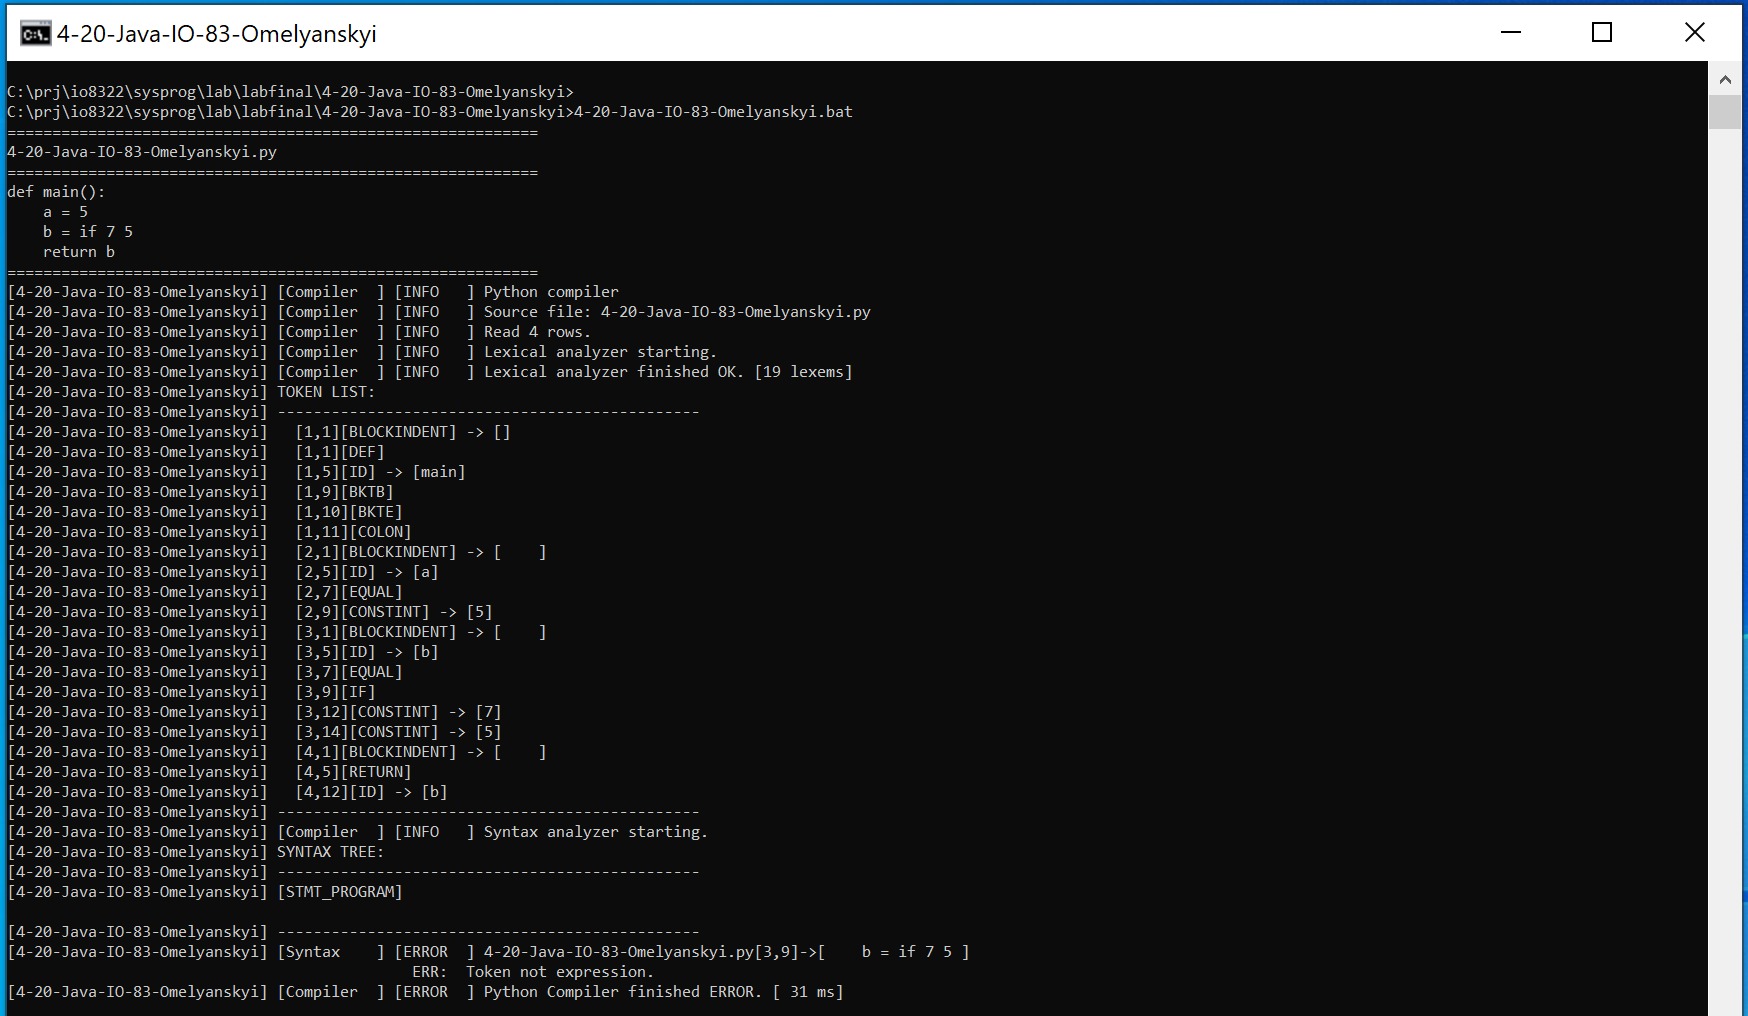 4-20-Java-IO-83-Omelyanskyi
C:\prj\io8322\sysprog\lab\labfinal\4-20-Java-IO-83-Omelyanskyi>
C:\prj\io8322\sysprog\lab\labfinal\4-20-Java-IO-83-Omelyanskyi>4-20-Java-IO-83-Omelyanskyi.bat
===========================================================
4-20-Java-IO-83-Omelyanskyi.py
===========================================================
def main():
    a = 5
    b = if 7 5
    return b
===========================================================
[4-20-Java-IO-83-Omelyanskyi] [Compiler  ] [INFO   ] Python compiler
[4-20-Java-IO-83-Omelyanskyi] [Compiler  ] [INFO   ] Source file: 4-20-Java-IO-83-Omelyanskyi.py
[4-20-Java-IO-83-Omelyanskyi] [Compiler  ] [INFO   ] Read 4 rows.
[4-20-Java-IO-83-Omelyanskyi] [Compiler  ] [INFO   ] Lexical analyzer starting.
[4-20-Java-IO-83-Omelyanskyi] [Compiler  ] [INFO   ] Lexical analyzer finished OK. [19 lexems]
[4-20-Java-IO-83-Omelyanskyi] TOKEN LIST:
[4-20-Java-IO-83-Omelyanskyi] -----------------------------------------------
[4-20-Java-IO-83-Omelyanskyi]   [1,1][BLOCKINDENT] -> []
[4-20-Java-IO-83-Omelyanskyi]   [1,1][DEF]
[4-20-Java-IO-83-Omelyanskyi]   [1,5][ID] -> [main]
[4-20-Java-IO-83-Omelyanskyi]   [1,9][BKTB]
[4-20-Java-IO-83-Omelyanskyi]   [1,10][BKTE]
[4-20-Java-IO-83-Omelyanskyi]   [1,11][COLON]
[4-20-Java-IO-83-Omelyanskyi]   [2,1][BLOCKINDENT] -> [    ]
[4-20-Java-IO-83-Omelyanskyi]   [2,5][ID] -> [a]
[4-20-Java-IO-83-Omelyanskyi]   [2,7][EQUAL]
[4-20-Java-IO-83-Omelyanskyi]   [2,9][CONSTINT] -> [5]
[4-20-Java-IO-83-Omelyanskyi]   [3,1][BLOCKINDENT] -> [    ]
[4-20-Java-IO-83-Omelyanskyi]   [3,5][ID] -> [b]
[4-20-Java-IO-83-Omelyanskyi]   [3,7][EQUAL]
[4-20-Java-IO-83-Omelyanskyi]   [3,9][IF]
[4-20-Java-IO-83-Omelyanskyi]   [3,12][CONSTINT] -> [7]
[4-20-Java-IO-83-Omelyanskyi]   [3,14][CONSTINT] -> [5]
[4-20-Java-IO-83-Omelyanskyi]   [4,1][BLOCKINDENT] -> [    ]
[4-20-Java-IO-83-Omelyanskyi]   [4,5][RETURN]
[4-20-Java-IO-83-Omelyanskyi]   [4,12][ID] -> [b]
[4-20-Java-IO-83-Omelyanskyi] -----------------------------------------------
[4-20-Java-IO-83-Omelyanskyi] [Compiler  ] [INFO   ] Syntax analyzer starting.
[4-20-Java-IO-83-Omelyanskyi] SYNTAX TREE:
[4-20-Java-IO-83-Omelyanskyi] -----------------------------------------------
[4-20-Java-IO-83-Omelyanskyi] [STMT_PROGRAM]
[4-20-Java-IO-83-Omelyanskyi] -----------------------------------------------
[4-20-Java-IO-83-Omelyanskyi] [Syntax    ] [ERROR  ] 4-20-Java-IO-83-Omelyanskyi.py[3,9]->[    b = if 7 5 ]
                                             ERR:  Token not expression.
[4-20-Java-IO-83-Omelyanskyi] [Compiler  ] [ERROR  ] Python Compiler finished ERROR. [ 31 ms]